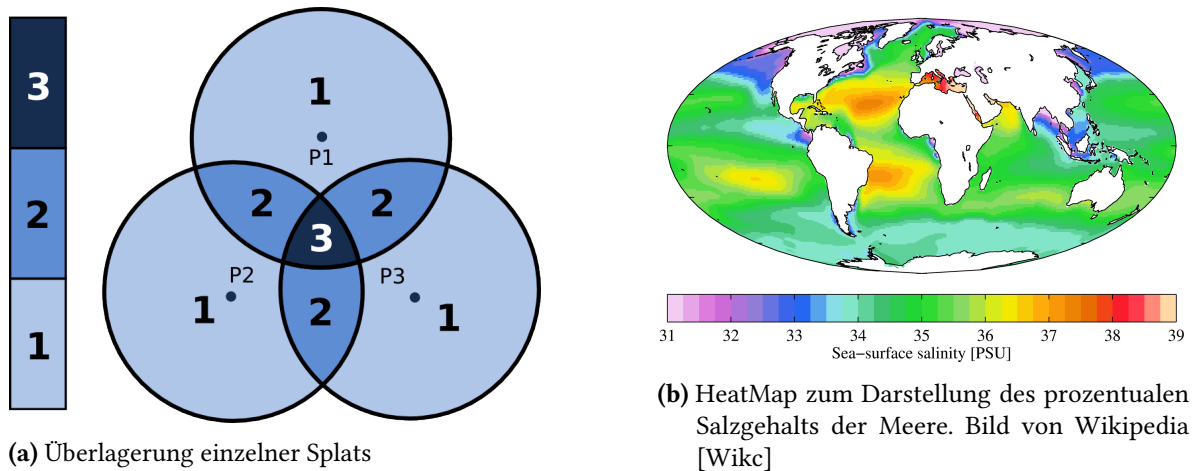 3
2
1
1
P1
2
2
3
P2
P3
1
2
1
(a) Überlagerung einzelner Splats
31 32 33 34 35 36 37 38 39
Sea−surface salinity [PSU]
(b) HeatMap zum Darstellung des prozentualen
Salzgehalts der Meere. Bild von Wikipedia
[Wikc]